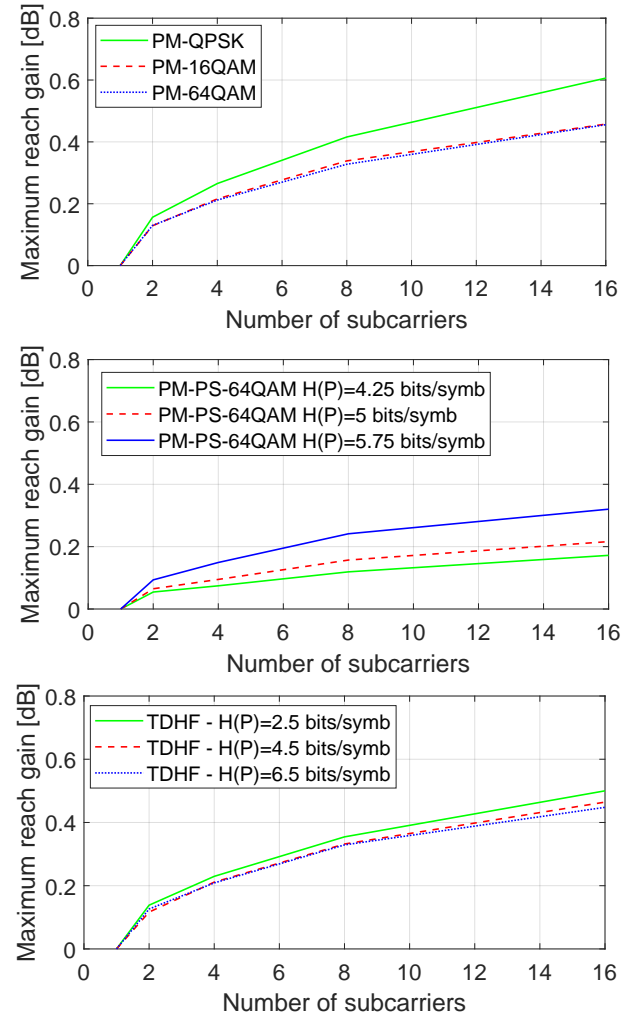 Maximum reach gain [dB]
0.8
0.6
0.4
0.2
0
PM-QPSK
PM-16QAM
PM-64QAM
0 2 4 6 8 10 12 14 16
Number of subcarriers
Maximum reach gain [dB]
0.8
0.6
0.4
0.2
0
PM-PS-64QAM H(P)=4.25 bits/symb
PM-PS-64QAM H(P)=5 bits/symb
PM-PS-64QAM H(P)=5.75 bits/symb
0 2 4 6 8 10 12 14 16
Number of subcarriers
Maximum reach gain [dB]
0.8
0.6
0.4
0.2
0
TDHF - H(P)=2.5 bits/symb
TDHF - H(P)=4.5 bits/symb
TDHF - H(P)=6.5 bits/symb
0 2 4 6 8 10 12 14 16
Number of subcarriers